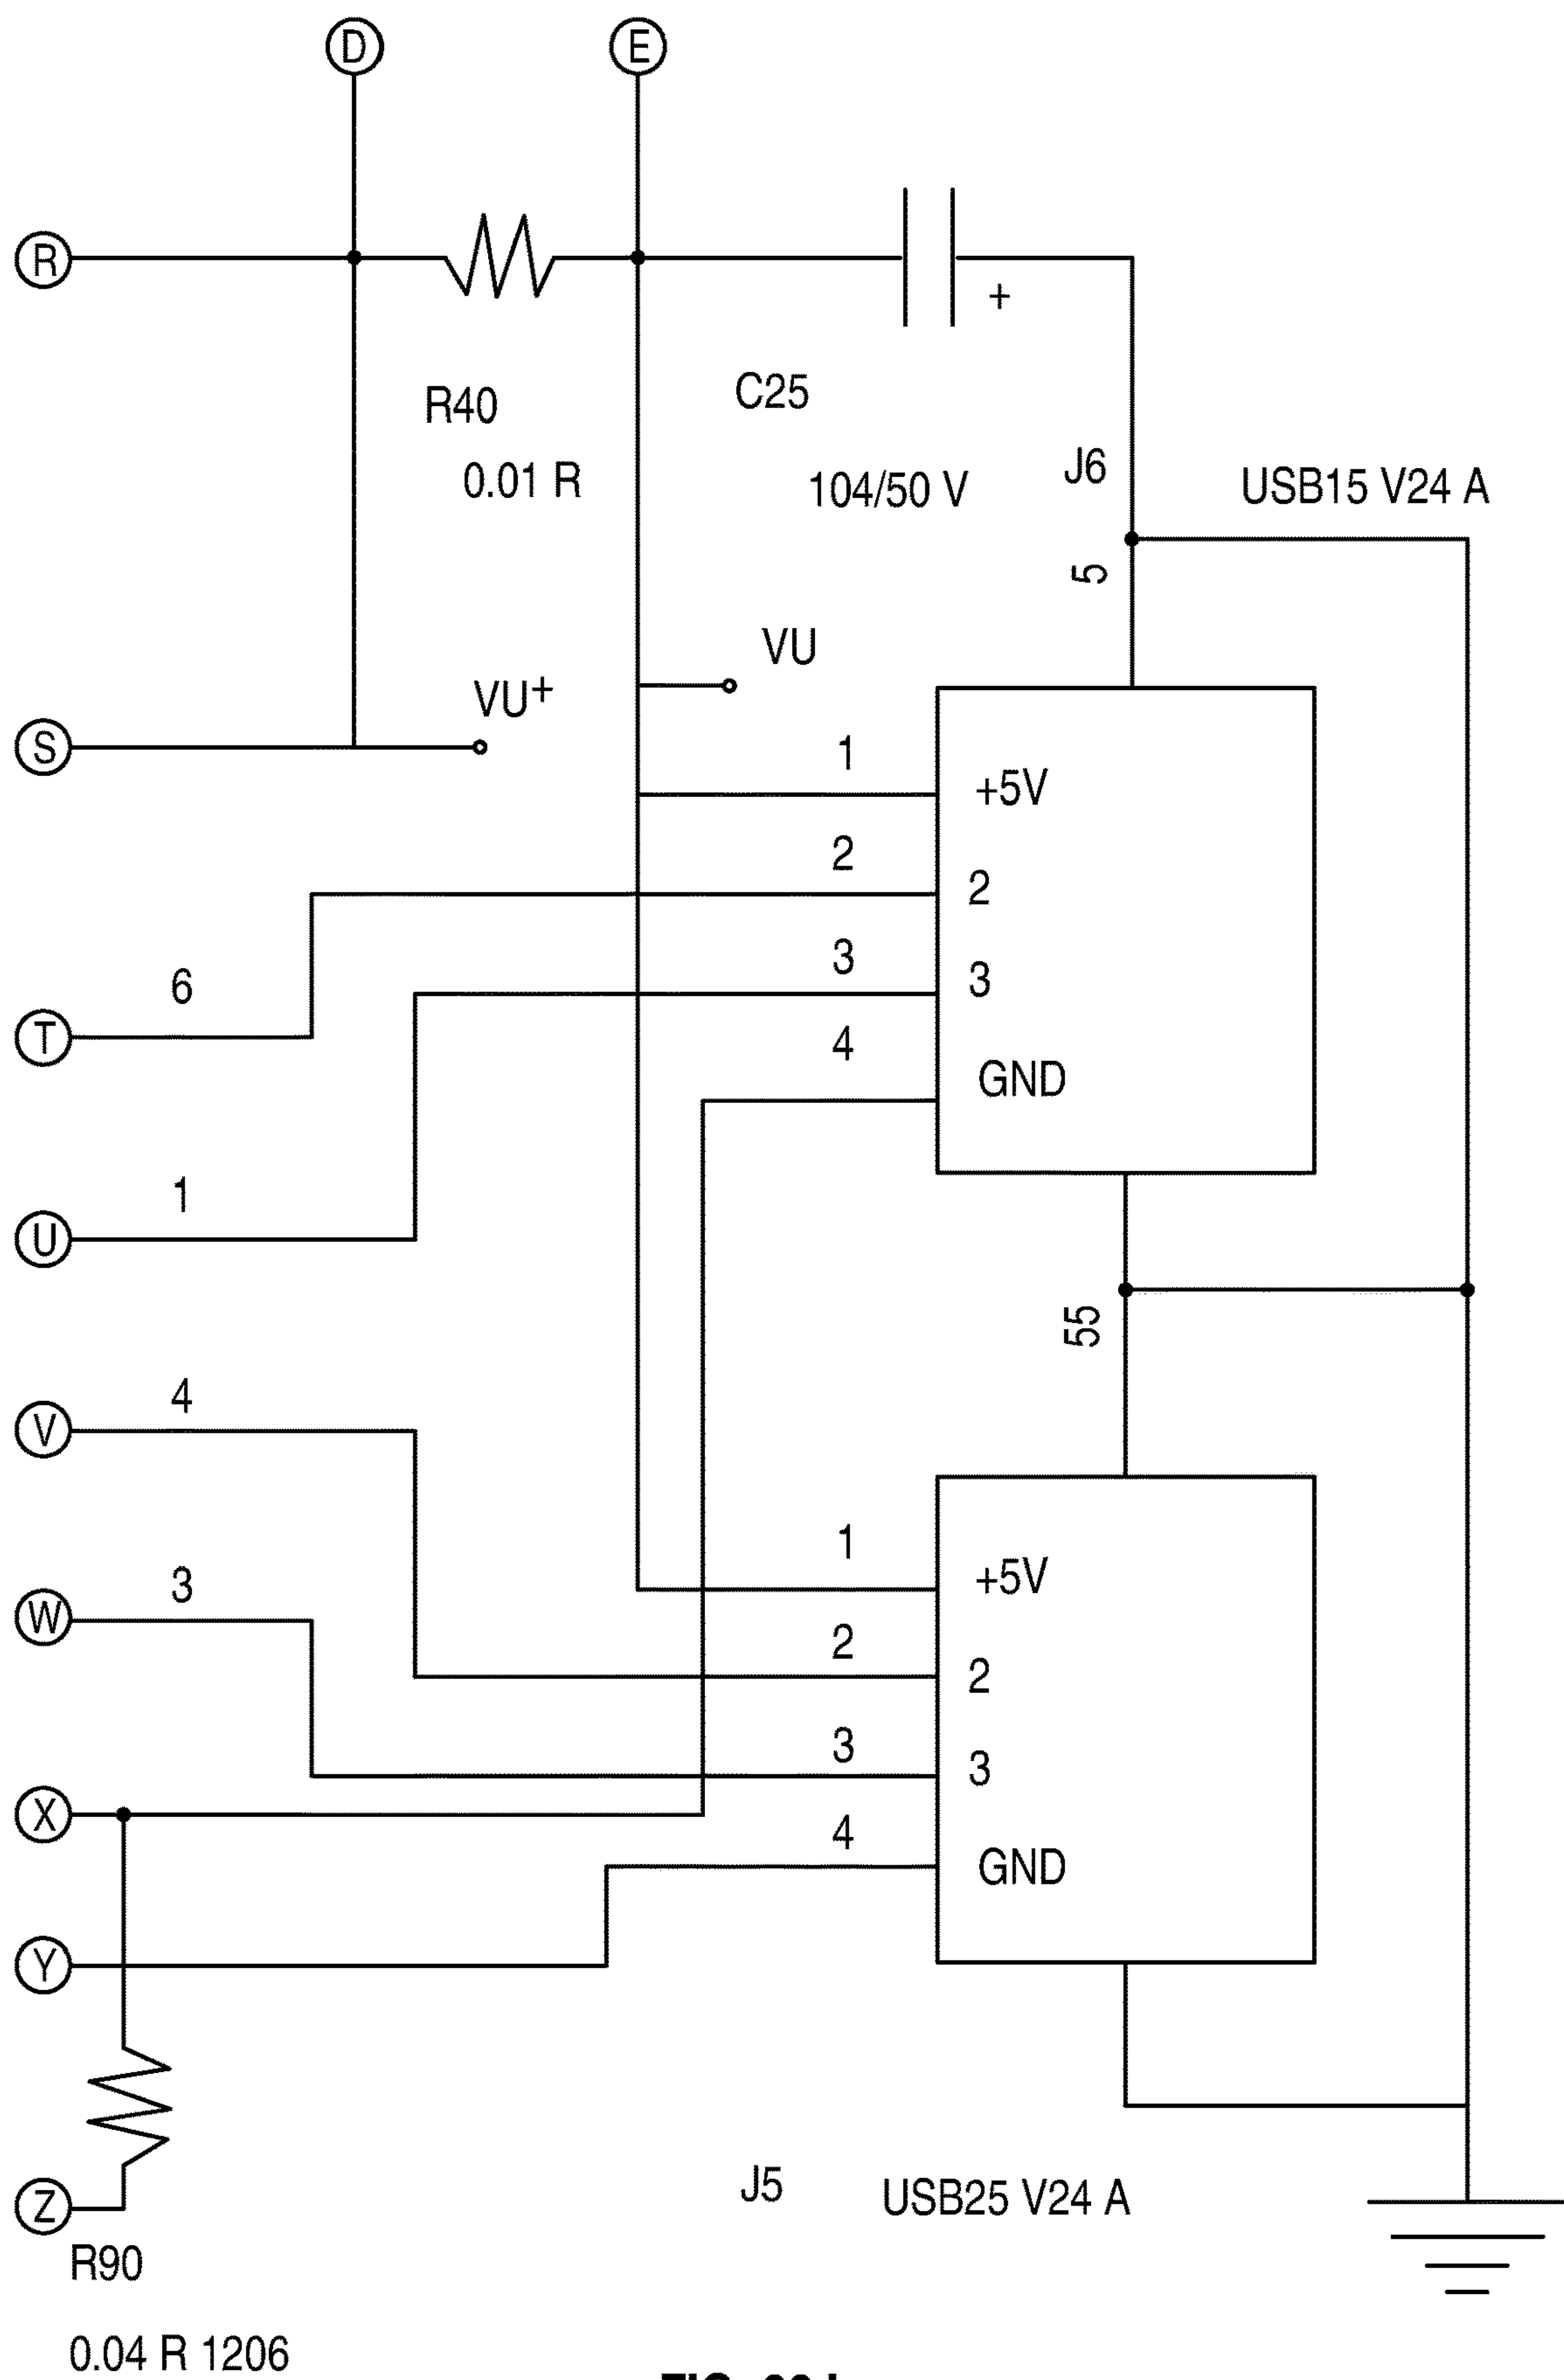 D
E
R
+
R40
C25
0.01 R
104/50 V
J6
USB15 V24 A
5
VU
VU+
S
1
+5V
2
2
3
3
6
T
4
GND
1
U
55
4
V
1
+5V
3
W
2
2
3
3
X
4
GND
Y
J5
USB25 V24 A
Z
R90
0.04 R 1206